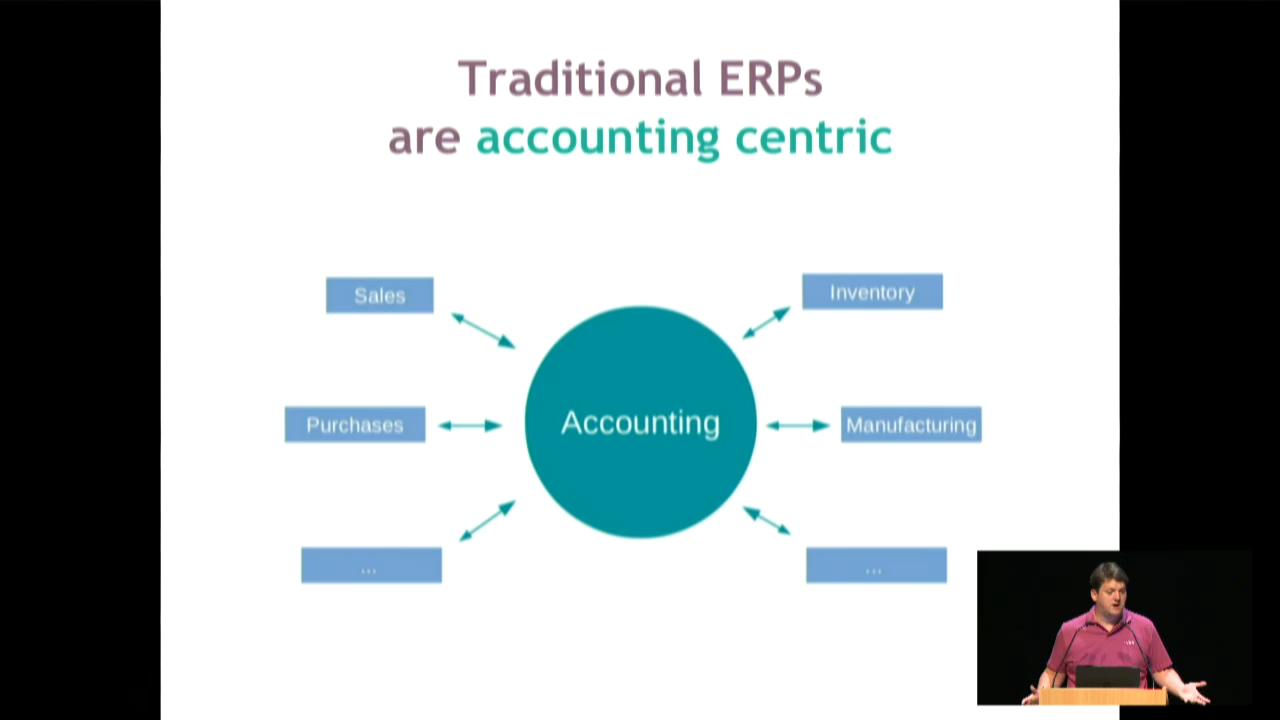 Traditional ERPs
are accounting centric
Sales
Inventory
Accounting
Purchases
Manufacturing
...
...